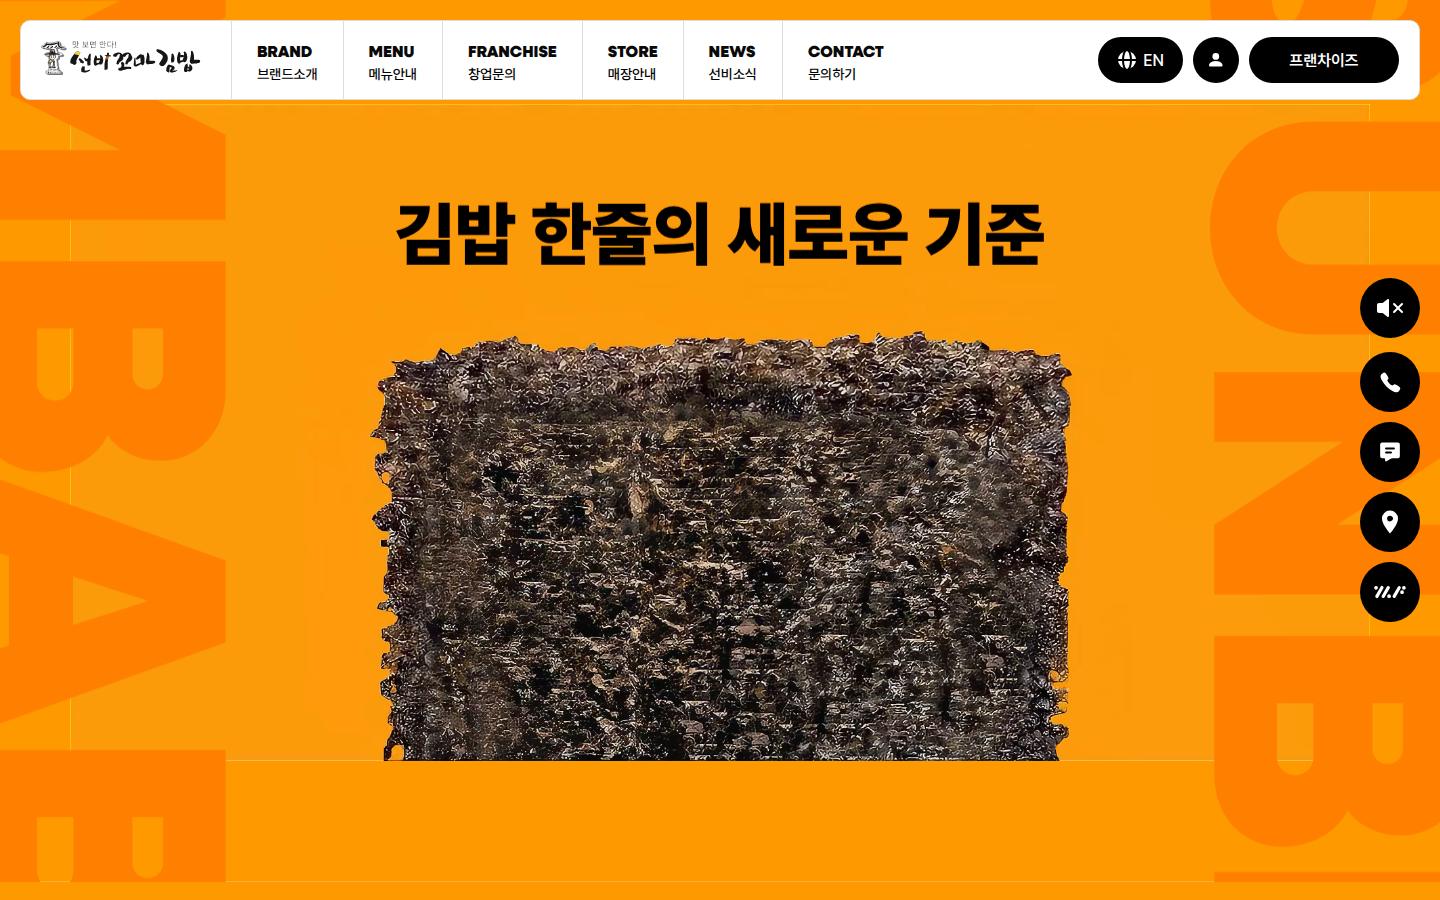 맛 보면 안다!
선비꼬마김밥
BRAND
브랜드소개
MENU
메뉴안내
FRANCHISE
창업문의
STORE
매장안내
NEWS
선비소식
CONTACT
문의하기
EN
프랜차이즈
김밥 한줄의 새로운 기준